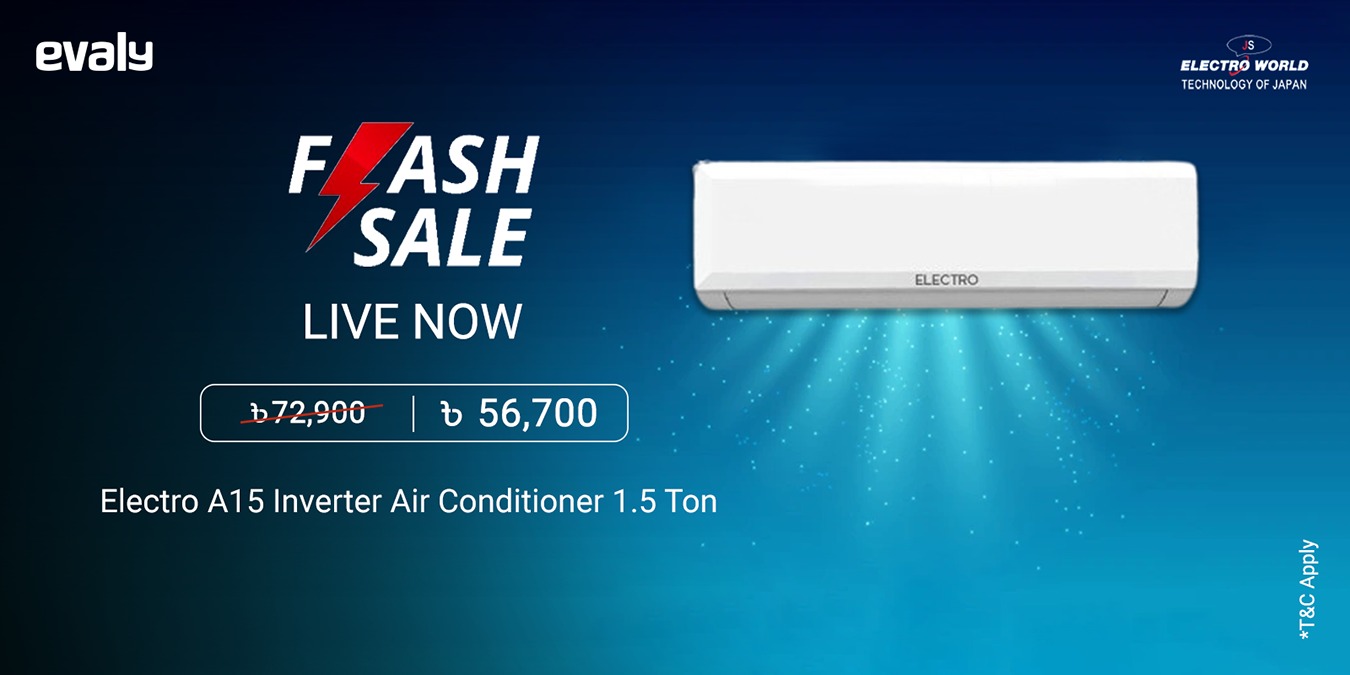 evaly
JS
ELECTRO WORLD
TECHNOLOGY OF JAPAN
FLASH
SALE
LIVE NOW
৳72,900 | ৳ 56,700
Electro A15 Inverter Air Conditioner 1.5 Ton
ELECTRO
*T&C Apply